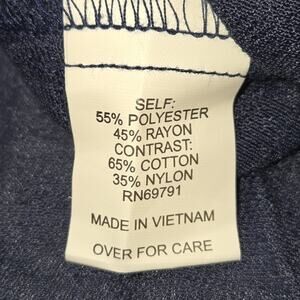 SELF:
55% POLYESTER
45% RAYON
CONTRAST:
65% COTTON
35% NYLON
RN69791
MADE IN VIETNAM
OVER FOR CARE